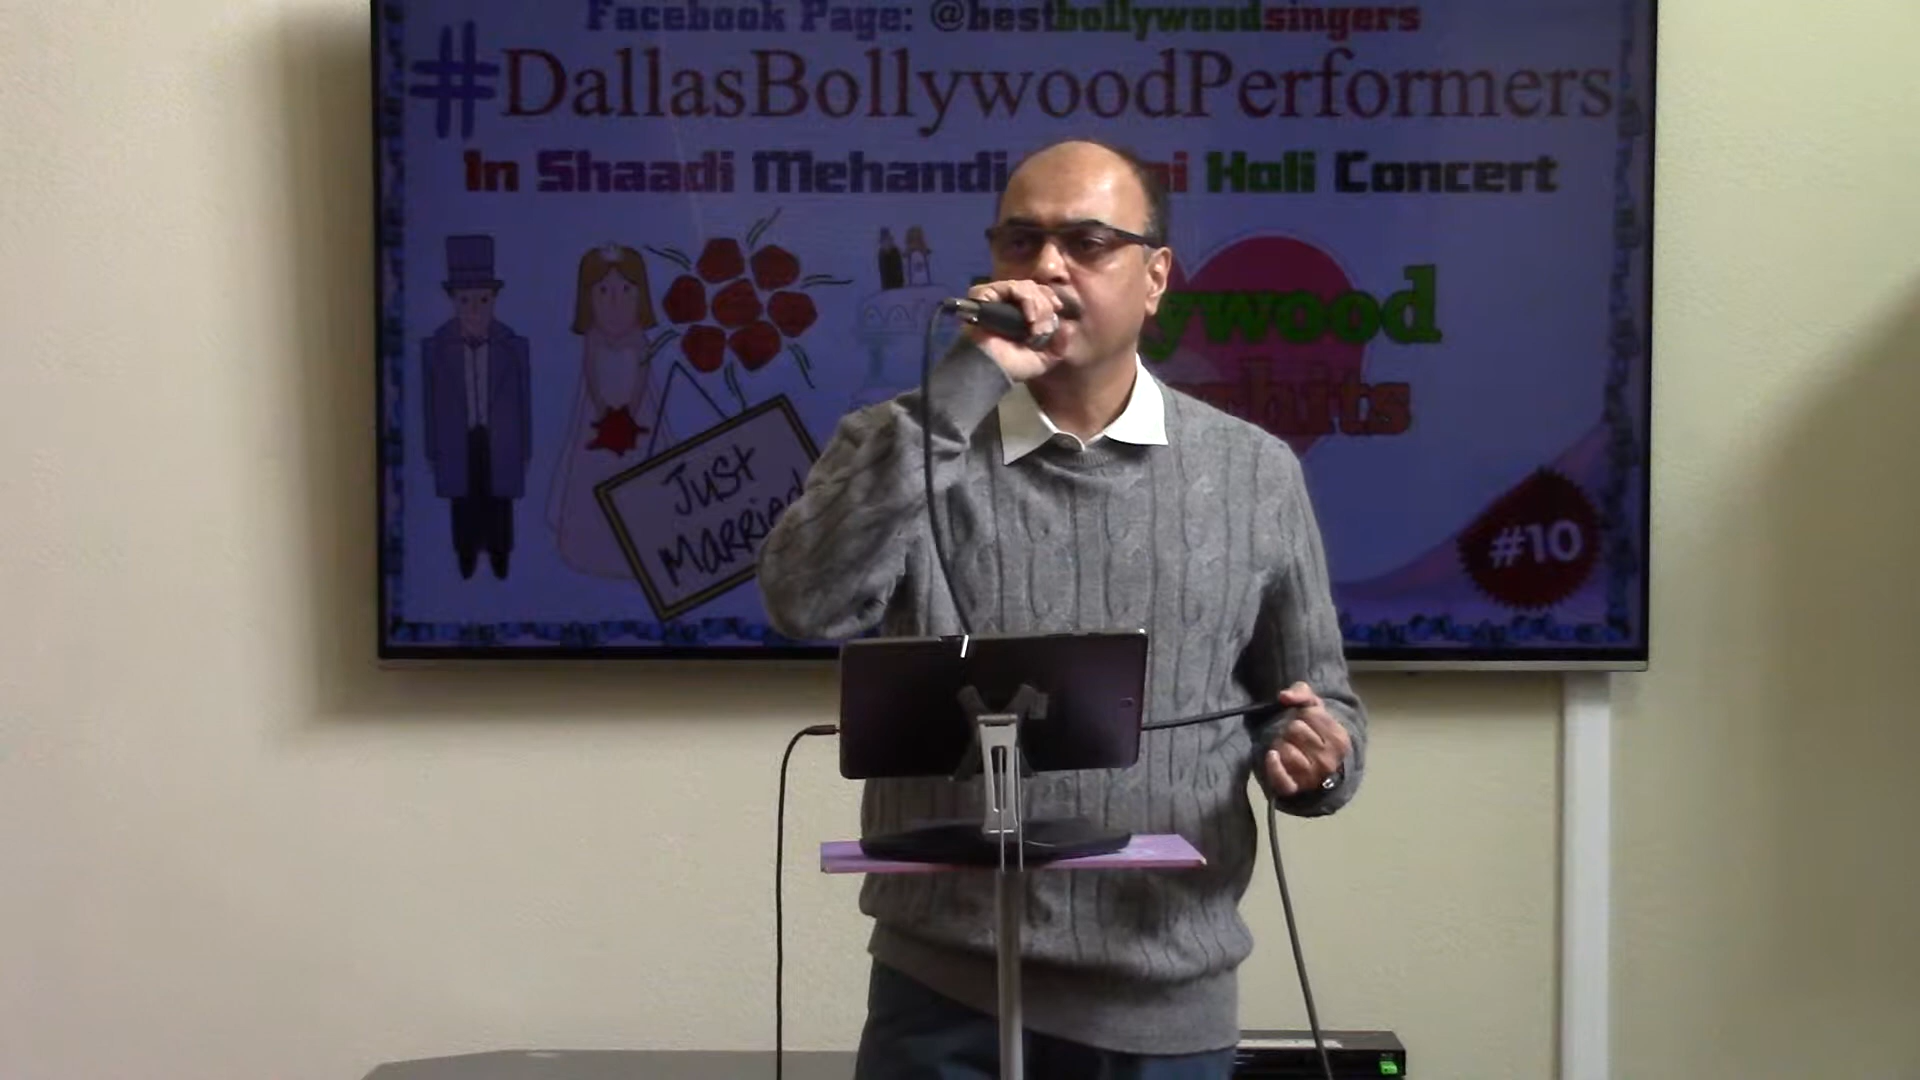 Facebook Page: @bestbollywoodsingers
#DallasBollywoodPerformers
In Shaadi Mehandi Holi Concert
Just
Married
#10